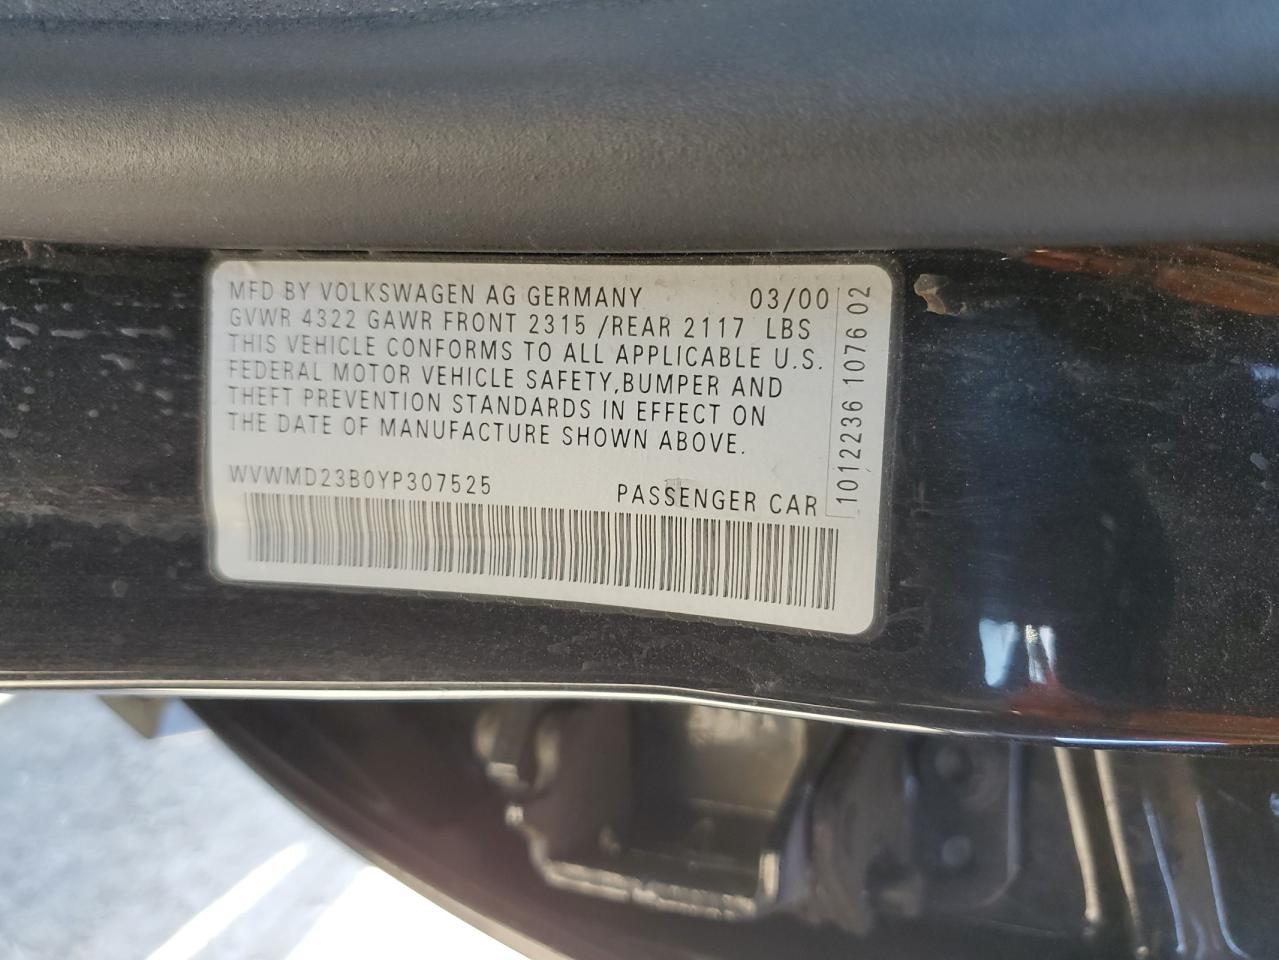 MFD BY VOLKSWAGEN AG GERMANY 03/00
GVWR 4322 GAWR FRONT 2315 /REAR 2117 LBS
THIS VEHICLE CONFORMS TO ALL APPLICABLE U.S.
FEDERAL MOTOR VEHICLE SAFETY,BUMPER AND
THEFT PREVENTION STANDARDS IN EFFECT ON
THE DATE OF MANUFACTURE SHOWN ABOVE.
WVWMD23B0YP307525 PASSENGER CAR
1012236 1076 02